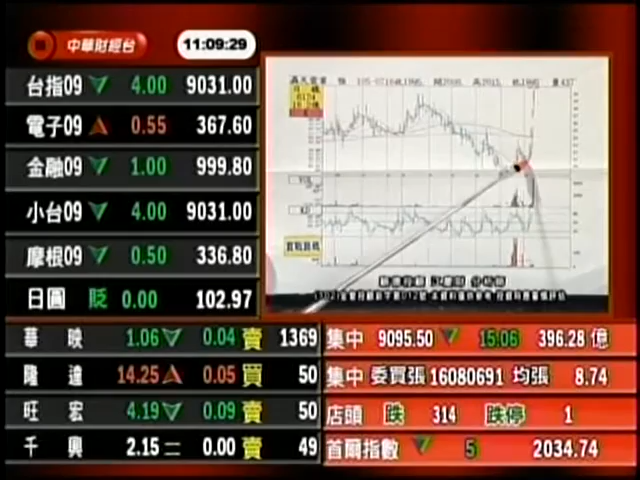 中華財經台
11:09:29
台指09 4.00 9031.00
電子09 0.55 367.60
金融09 1.00 999.80
小台09 4.00 9031.00
摩根09 0.50 336.80
日圓 貶 0.00 102.97
華映 1.06 0.04 賣 1369
隆達 14.25 0.05 買 50
旺宏 4.19 0.09 賣 50
千興 2.15 0.00 賣 49
集中 9095.50 15.06 396.28 億
集中 委買張 16080691 均張 8.74
店頭 跌 314 跌停 1
首爾指數 5 2034.74